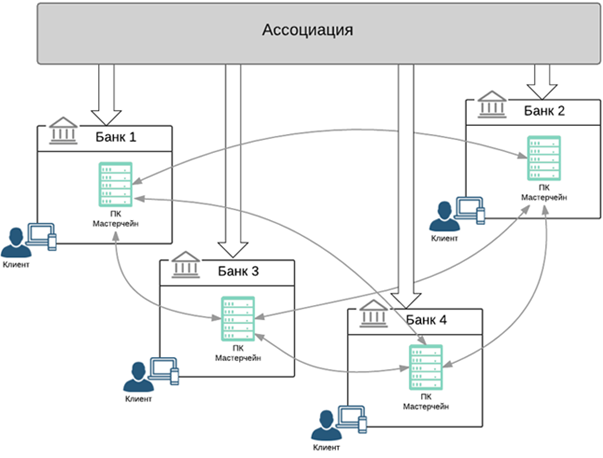 Ассоциация
Банк 1
ПК
Мастерчейн
Клиент
Банк 2
ПК
Мастерчейн
Клиент
Банк 3
ПК
Мастерчейн
Клиент
Банк 4
ПК
Мастерчейн
Клиент